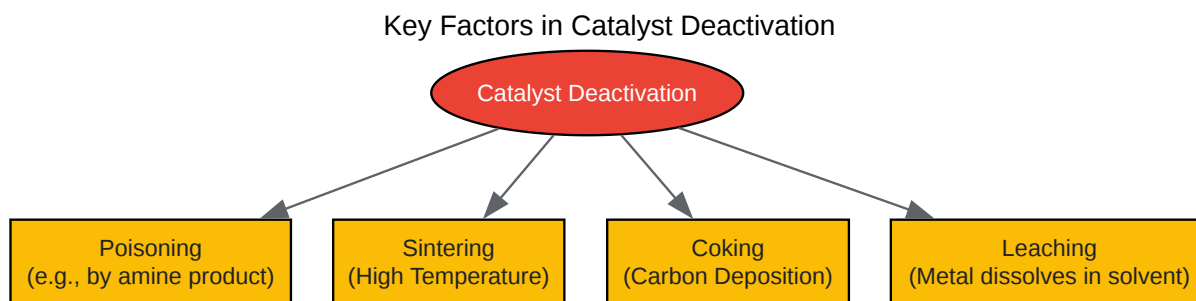 Key Factors in Catalyst Deactivation
Catalyst Deactivation
Poisoning
(e.g., by amine product)
Sintering
(High Temperature)
Coking
(Carbon Deposition)
Leaching
(Metal dissolves in solvent)